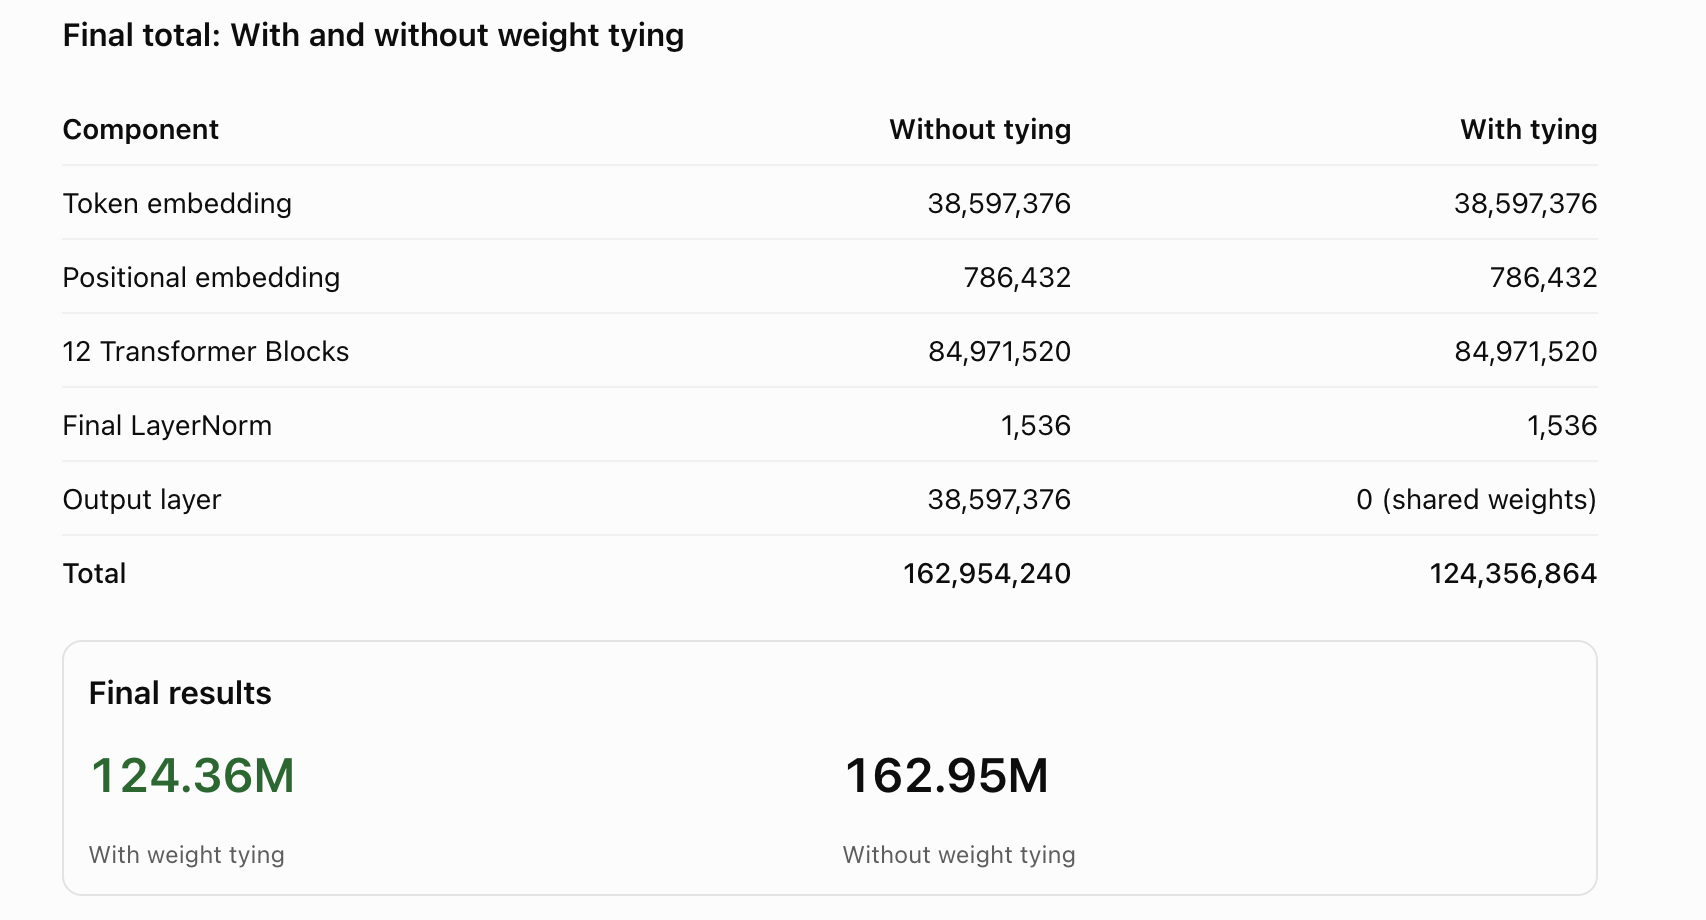 Final total: With and without weight tying
Component Without tying With tying
Token embedding 38,597,376 38,597,376
Positional embedding 786,432 786,432
12 Transformer Blocks 84,971,520 84,971,520
Final LayerNorm 1,536 1,536
Output layer 38,597,376 0 (shared weights)
Total 162,954,240 124,356,864
Final results
124.36M 162.95M
With weight tying Without weight tying